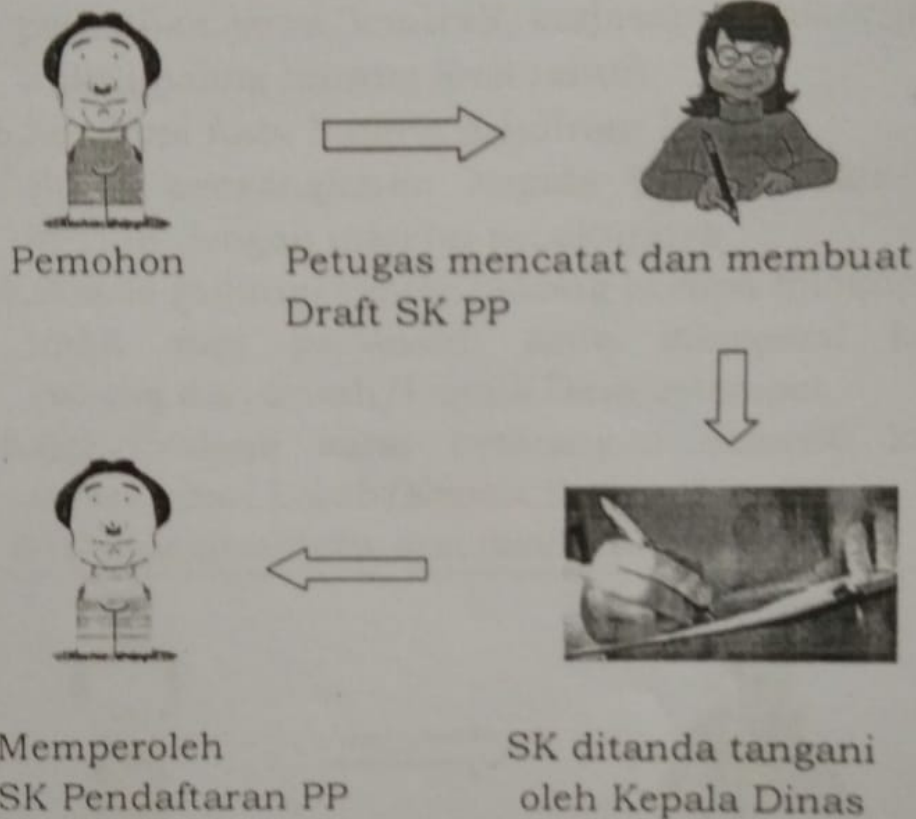 Pemohon
Petugas mencatat dan membuat
Draft SK PP
SK ditanda tangani
oleh Kepala Dinas
Memperoleh
SK Pendaftaran PP